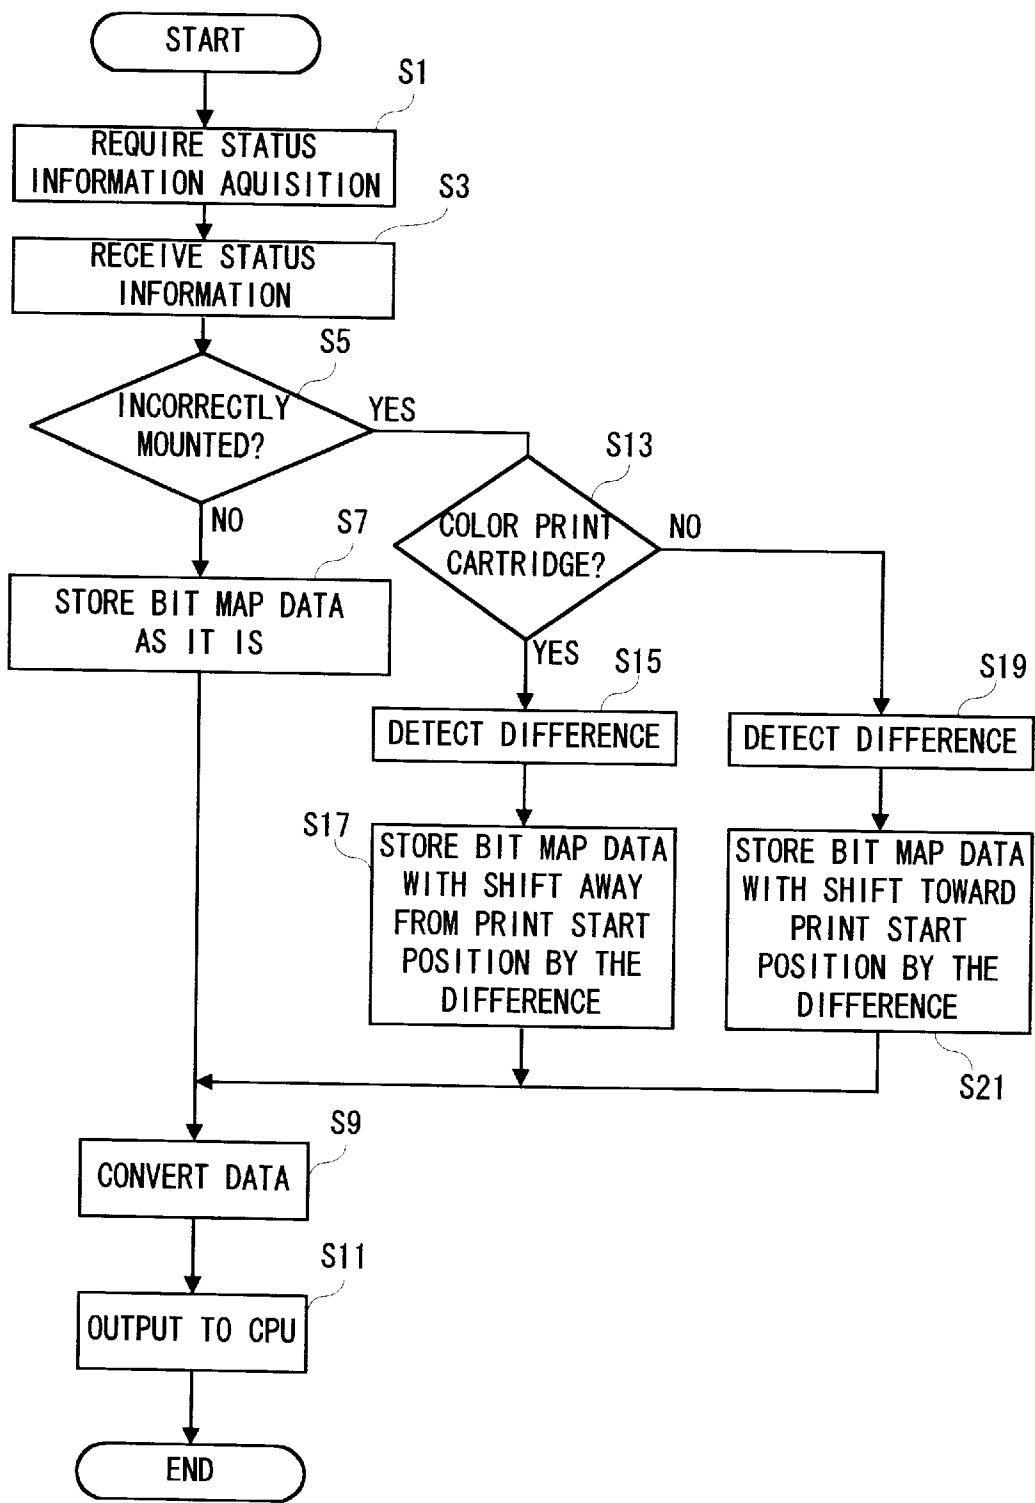 START
S1
REQUIRE STATUS
INFORMATION AQUISITION
S3
RECEIVE STATUS
INFORMATION
S5
INCORRECTLY
MOUNTED?
YES
NO
S13
COLOR PRINT
CARTRIDGE?
NO
YES
S7
STORE BIT MAP DATA
AS IT IS
S15
DETECT DIFFERENCE
S19
DETECT DIFFERENCE
S17
STORE BIT MAP DATA
WITH SHIFT AWAY
FROM PRINT START
POSITION BY THE
DIFFERENCE
STORE BIT MAP DATA
WITH SHIFT TOWARD
PRINT START
POSITION BY THE
DIFFERENCE
S21
S9
CONVERT DATA
S11
OUTPUT TO CPU
END